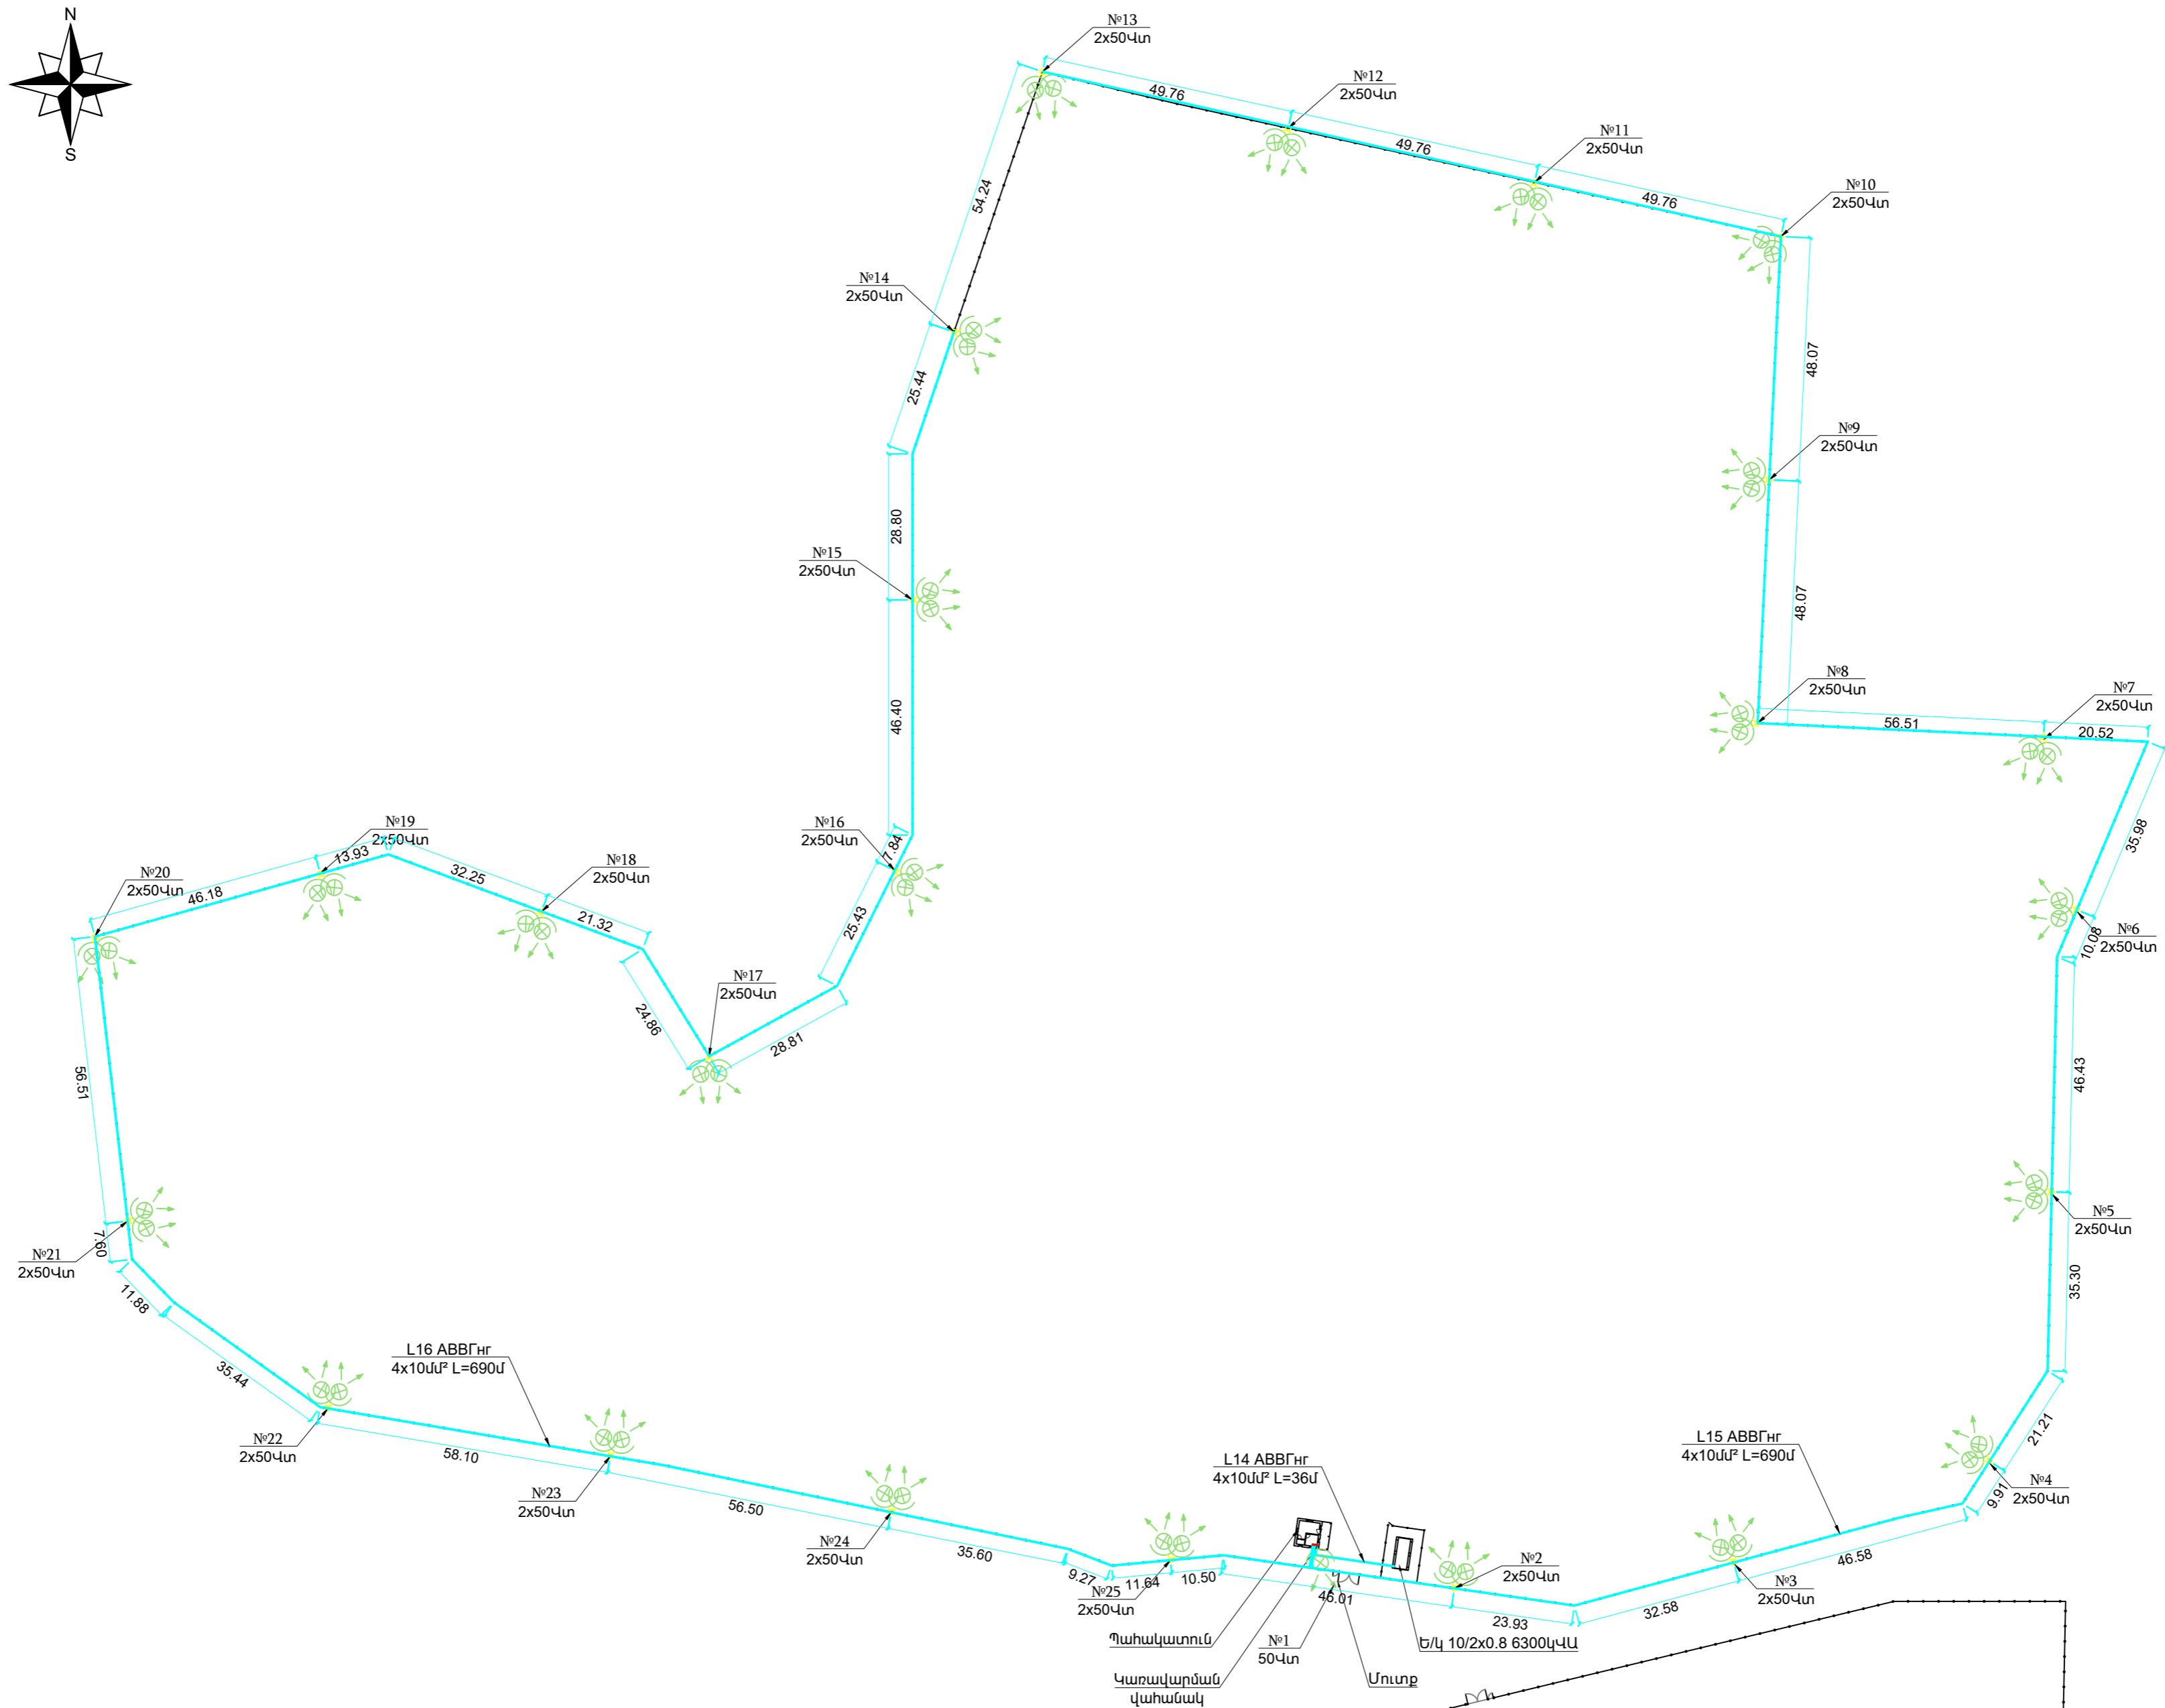 N
S
№13
2x50Վտ
№12
2x50Վտ
№11
2x50Վտ
№10
2x50Վտ
49.76
49.76
49.76
54.24
№14
2x50Վտ
25.44
48.07
№9
2x50Վտ
28.80
№15
2x50Վտ
48.07
46.40
№8
2x50Վտ
№7
2x50Վտ
56.51
20.52
№16
2x50Վտ
7.84
35.98
№19
2x50Վտ
13.93
№18
2x50Վտ
32.25
№20
2x50Վտ
46.18
21.32
25.43
№6
2x50Վտ
10.08
№17
2x50Վտ
24.86
28.81
56.51
46.43
№5
2x50Վտ
7.60
№21
2x50Վտ
11.88
35.30
L16 АВВГнг
4x10մմ² L=690մ
35.44
№22
2x50Վտ
58.10
L14 АВВГнг
4x10մմ² L=36մ
L15 АВВГнг
4x10մմ² L=690մ
21.21
№4
2x50Վտ
9.91
№23
2x50Վտ
56.50
№24
2x50Վտ
35.60
9.27
11.64
10.50
№25
2x50Վտ
46.01
№2
2x50Վտ
23.93
32.58
46.58
№3
2x50Վտ
Պահակատուն
№1
50Վտ
Ե/կ 10/2x0.8 6300կՎԱ
Կառավարման
վահանակ
Մուտք